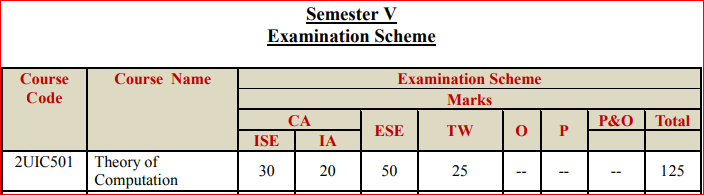 Semester V
Examination Scheme
Course Code Course Name Examination Scheme
Marks
CA ESE TW O P P&O Total
ISE IA
2UIC501 Theory of Computation 30 20 50 25 -- -- -- 125